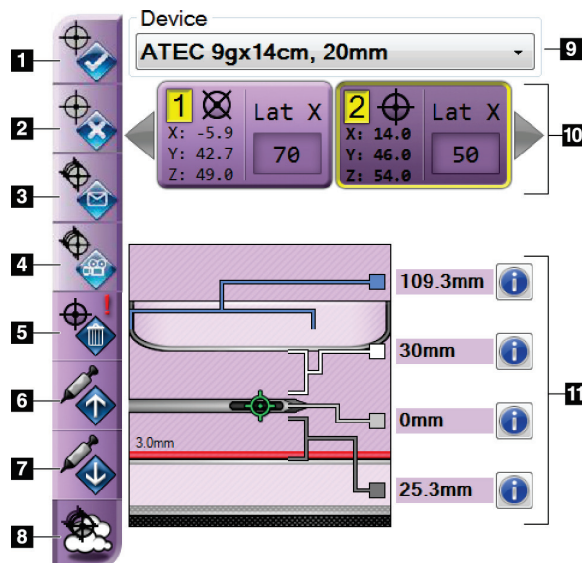 Device
ATEC 9gx14cm, 20mm
1 Lat X
X: -5.9
Y: 42.7
Z: 49.0
70
2 Lat X
X: 14.0
Y: 46.0
Z: 54.0
50
109.3mm
30mm
0mm
3.0mm
25.3mm
1
2
3
4
5
!
6
7
8
9
10
11